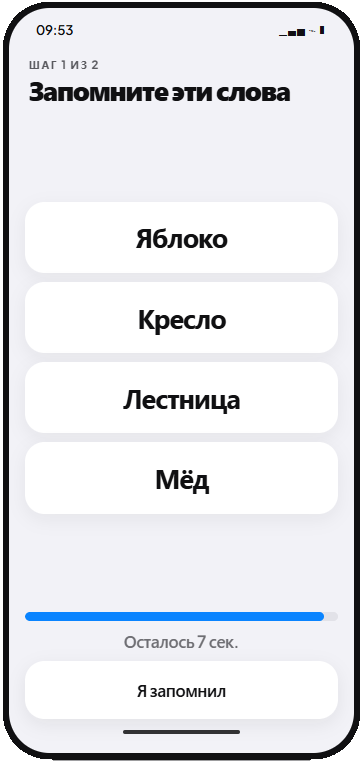 09:53
ШАГ 1 ИЗ 2
Запомните эти слова
Яблоко
Кресло
Лестница
Мёд
Осталось 7 сек.
Я запомнил